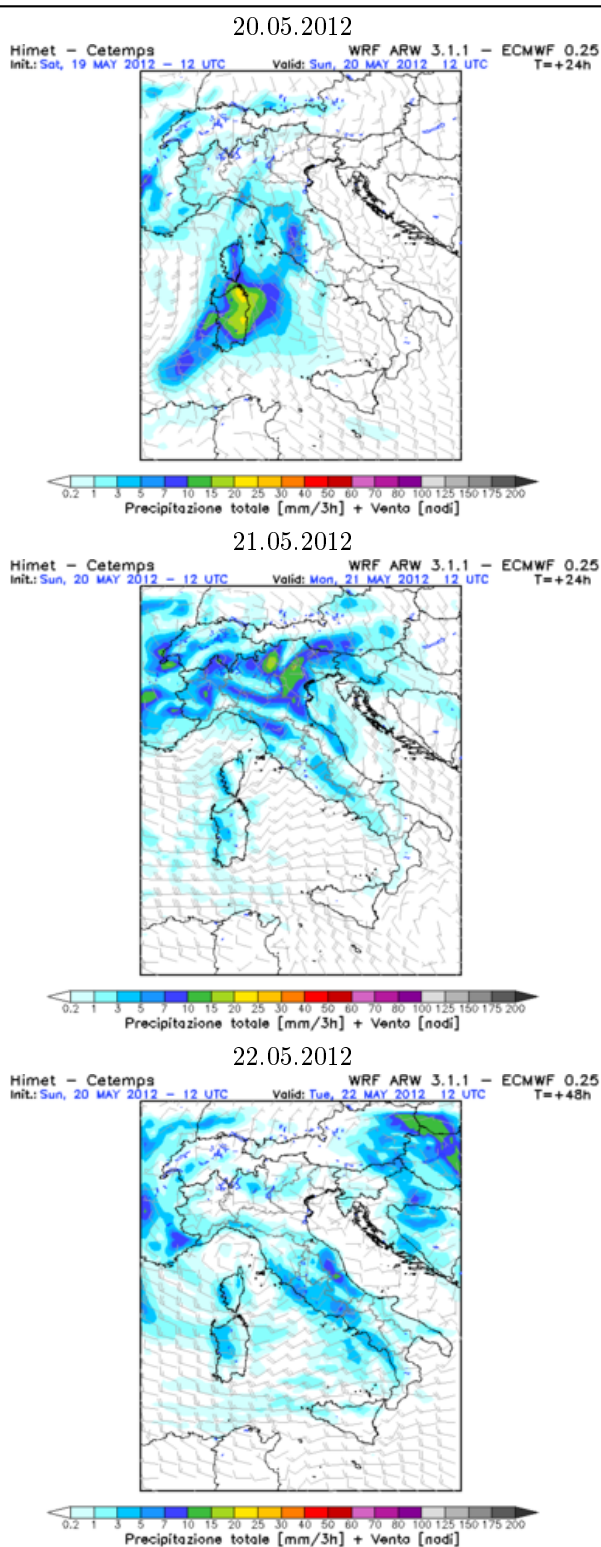 20.05.2012
Himet – Cetemps WRF ARW 3.1.1 – ECMWF 0.25
Init.: Sat, 19 MAY 2012 – 12 UTC Valid: Sun, 20 MAY 2012 12 UTC T=+24h
0.2 1 3 5 7 10 15 20 25 30 40 50 60 70 80 100 125 150 175 200
Precipitazione totale [mm/3h] + Vento [nodi]
21.05.2012
Himet – Cetemps WRF ARW 3.1.1 – ECMWF 0.25
Init.: Sun, 20 MAY 2012 – 12 UTC Valid: Mon, 21 MAY 2012 12 UTC T=+24h
0.2 1 3 5 7 10 15 20 25 30 40 50 60 70 80 100 125 150 175 200
Precipitazione totale [mm/3h] + Vento [nodi]
22.05.2012
Himet – Cetemps WRF ARW 3.1.1 – ECMWF 0.25
Init.: Sun, 20 MAY 2012 – 12 UTC Valid: Tue, 22 MAY 2012 12 UTC T=+48h
0.2 1 3 5 7 10 15 20 25 30 40 50 60 70 80 100 125 150 175 200
Precipitazione totale [mm/3h] + Vento [nodi]